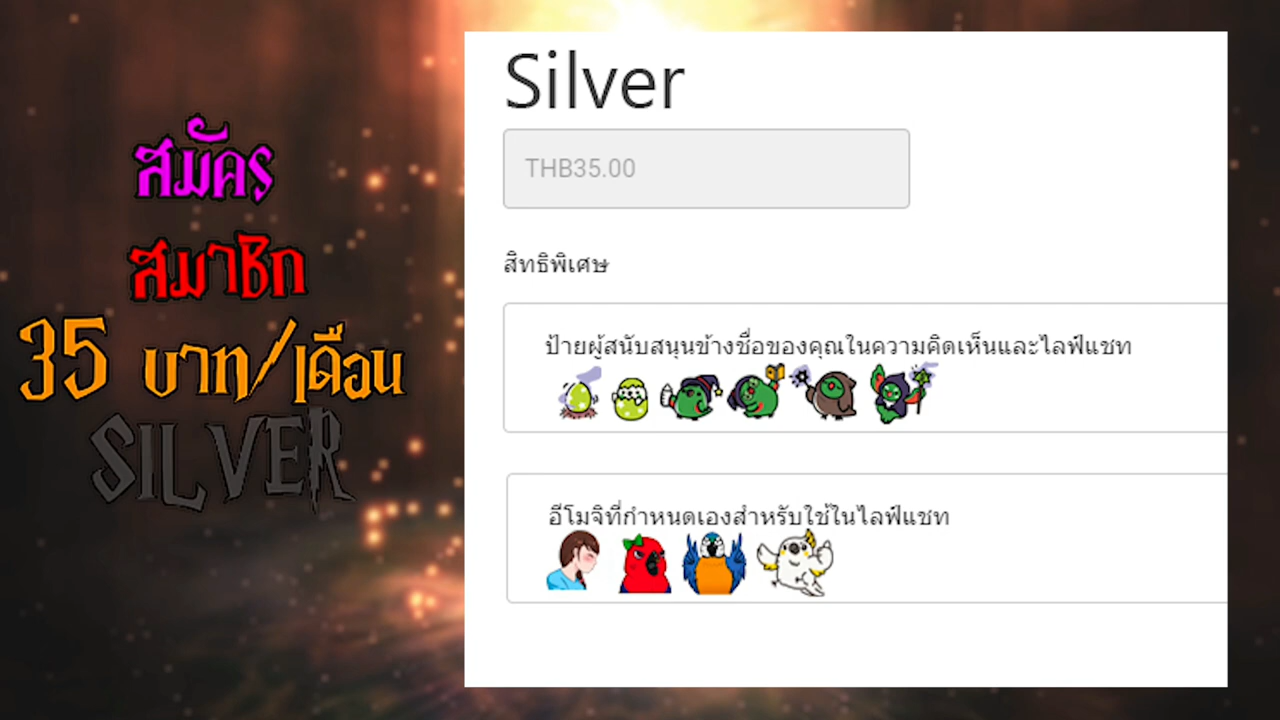 สมัคร
สมาชิก
35 บาท/เดือน
SILVER
Silver
THB35.00
สิทธิพิเศษ
ป้ายผู้สนับสนุนข้างชื่อของคุณในความคิดเห็นและไลฟ์แชท
อีโมจิที่กำหนดเองสำหรับใช้ในไลฟ์แชท